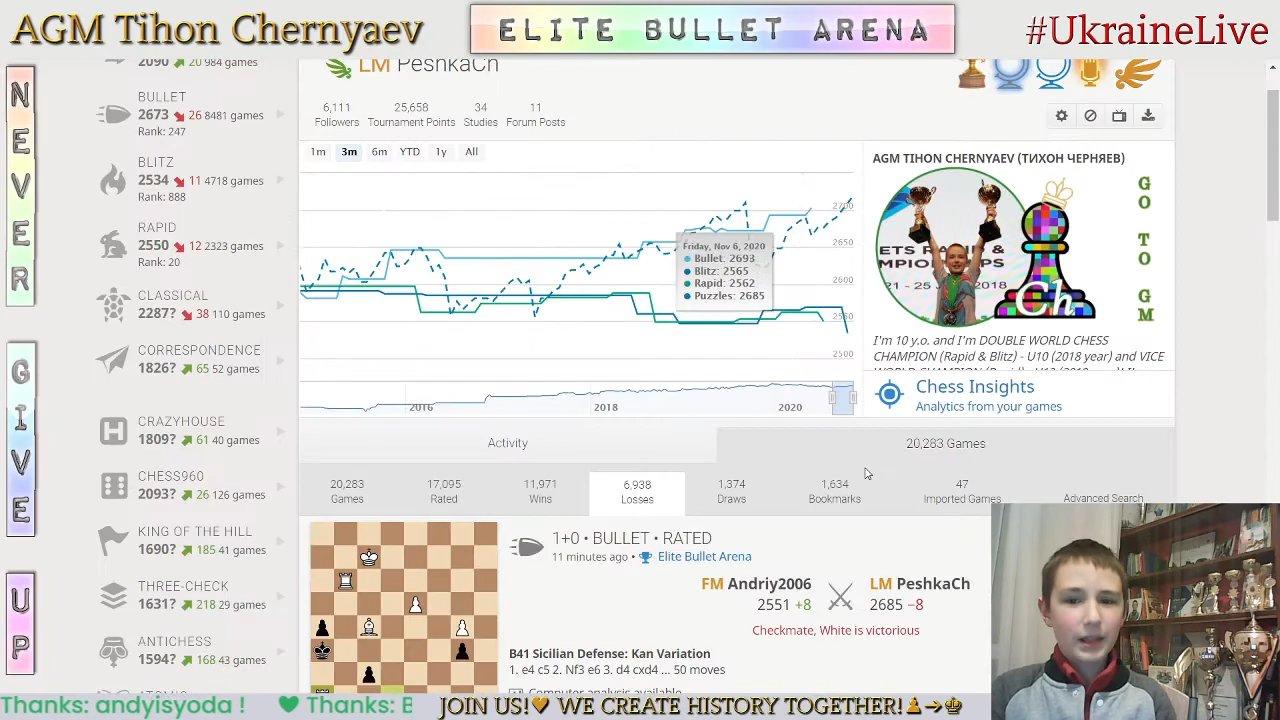 AGM Tihon Chernyaev
ELITE BULLET ARENA
#UkraineLive
NEVER
GIVE
UP
2090 20 984 games
BULLET
2673 26 8481 games
Rank: 247
BLITZ
2534 11 4718 games
Rank: 888
RAPID
2550 12 2323 games
Rank: 20
CLASSICAL
2287? 38 110 games
CORRESPONDENCE
1826? 65 52 games
CRAZYHOUSE
1809? 61 40 games
CHESS960
2093? 26 126 games
KING OF THE HILL
1690? 185 41 games
THREE-CHECK
1631? 218 29 games
ANTICHESS
1594? 168 43 games
LM PeshkaCh
6,111 25,658 34 11
Followers Tournament Points Studies Forum Posts
1m 3m 6m YTD 1y All
2700
2650
2600
2550
2500
Friday, Nov 6, 2020
Bullet: 2693
Blitz: 2565
Rapid: 2562
Puzzles: 2685
2016 2018 2020
AGM TIHON CHERNYAEV (ТИХОН ЧЕРНЯЕВ)
GO TO GM
Ch
I'm 10 y.o. and I'm DOUBLE WORLD CHESS
CHAMPION (Rapid & Blitz) - U10 (2018 year) and VICE
Chess Insights
Analytics from your games
Activity
20,283 Games
20,283 17,095 11,971 6,938 1,374 1,634 47
Games Rated Wins Losses Draws Bookmarks Imported Games Advanced Search
1+0 • BULLET • RATED
11 minutes ago • Elite Bullet Arena
FM Andriy2006 LM PeshkaCh
2551 +8 2685 −8
Checkmate, White is victorious
B41 Sicilian Defense: Kan Variation
1. e4 c5 2. Nf3 e6 3. d4 cxd4 ... 50 moves
Computer analysis available
Thanks: andyisyoda ! Thanks: E
JOIN US! WE CREATE HISTORY TOGETHER!